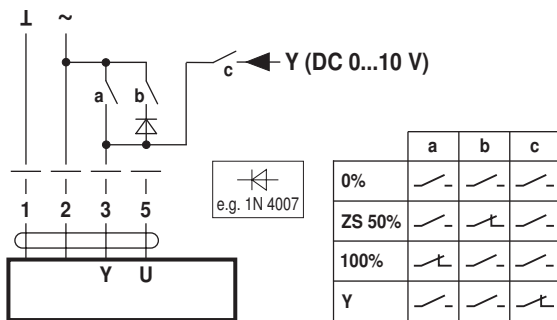 ⊥ ~
a b c Y (DC 0...10 V)
1 2 3 5
Y U
e.g. 1N 4007
a b c
0%
ZS 50%
100%
Y